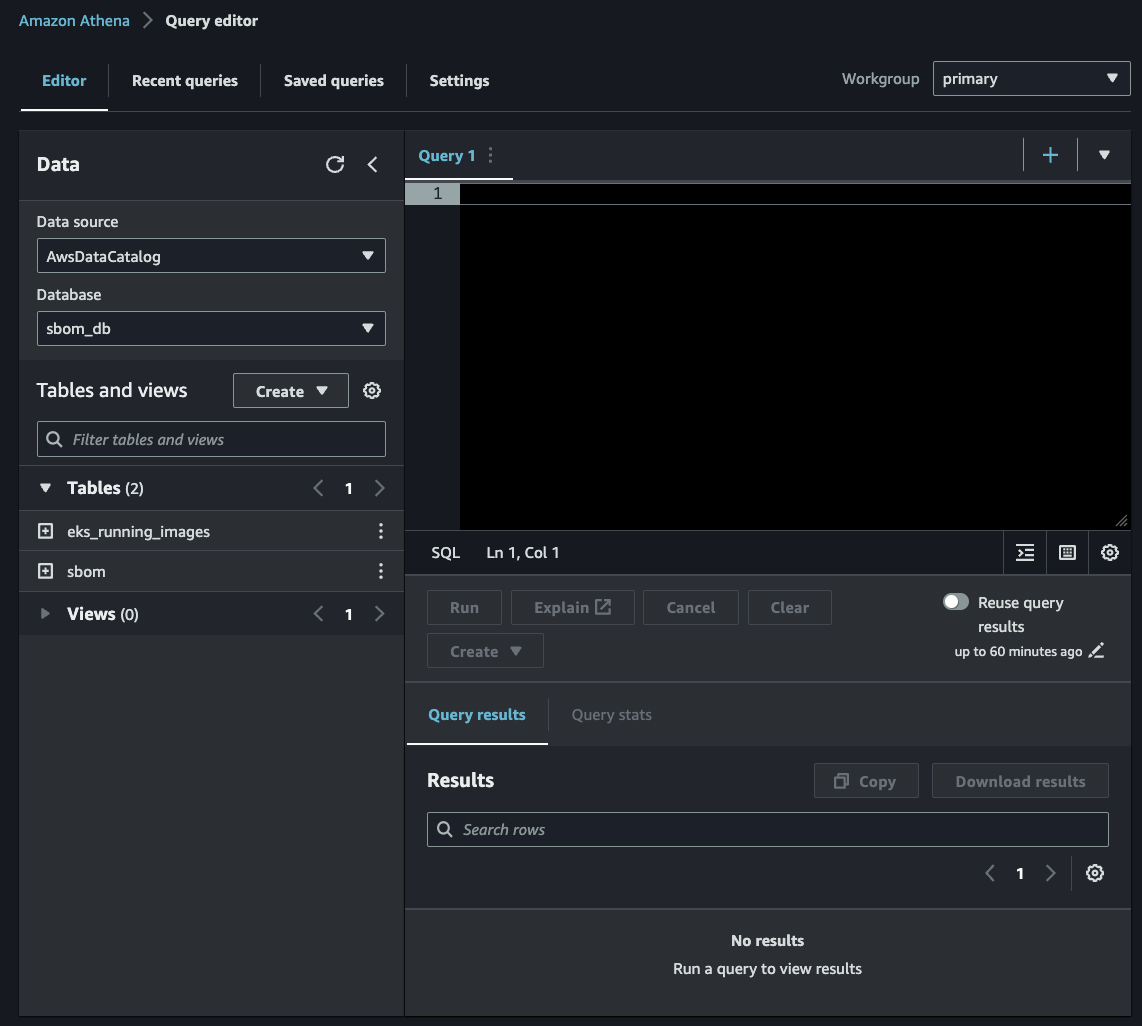 Amazon Athena > Query editor
Editor Recent queries Saved queries Settings
Workgroup primary
Data
Data source
AwsDataCatalog
Database
sbom_db
Tables and views Create
Filter tables and views
Tables (2) 1
eks_running_images
sbom
Views (0) 1
Query 1
1
SQL Ln 1, Col 1
Run Explain Cancel Clear
Create
Reuse query
results
up to 60 minutes ago
Query results Query stats
Results Copy Download results
Search rows
1
No results
Run a query to view results